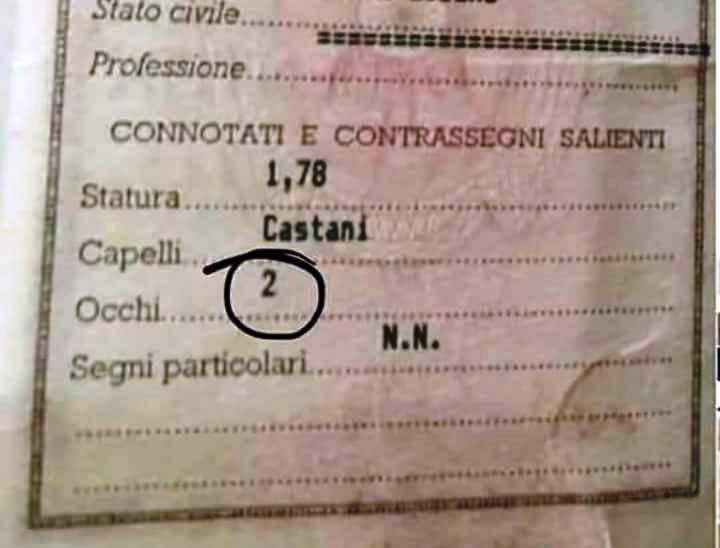 Stato civile
Professione
CONNOTATI E CONTRASSEGNI SALIENTI
Statura 1,78
Capelli Castani
Occhi 2
Segni particolari N.N.